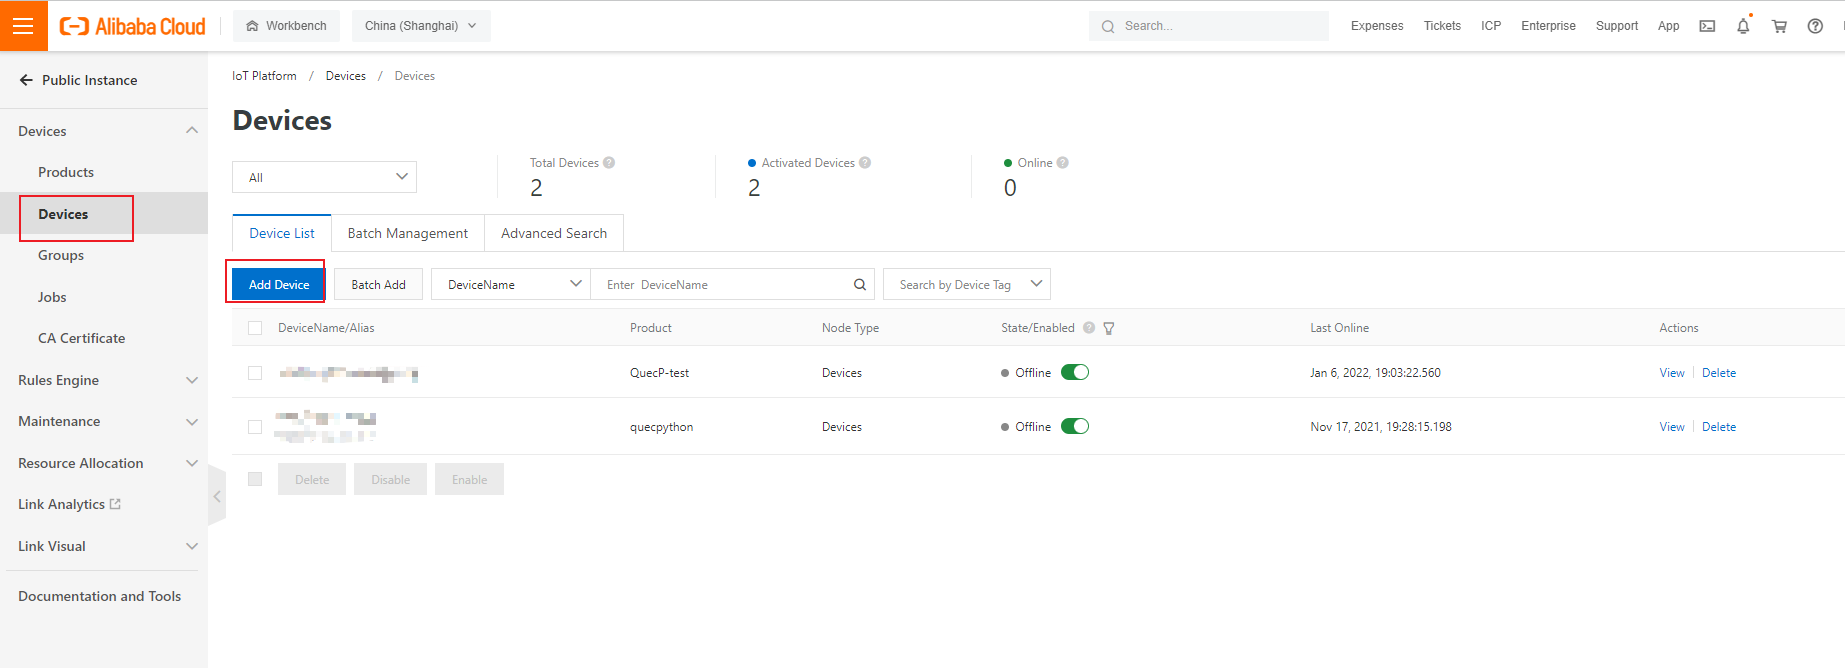 Alibaba Cloud Workbench China (Shanghai) Search... Expenses Tickets ICP Enterprise Support App
Public Instance
Devices
Products
Devices
Groups
Jobs
CA Certificate
Rules Engine
Maintenance
Resource Allocation
Link Analytics
Link Visual
Documentation and Tools
IoT Platform / Devices / Devices
Devices
All
Total Devices
2
Activated Devices
2
Online
0
Device List Batch Management Advanced Search
Add Device Batch Add DeviceName Enter DeviceName Search by Device Tag
DeviceName/Alias Product Node Type State/Enabled Last Online Actions
QuecP-test Devices Offline Jan 6, 2022, 19:03:22.560 View Delete
quecpython Devices Offline Nov 17, 2021, 19:28:15.198 View Delete
Delete Disable Enable